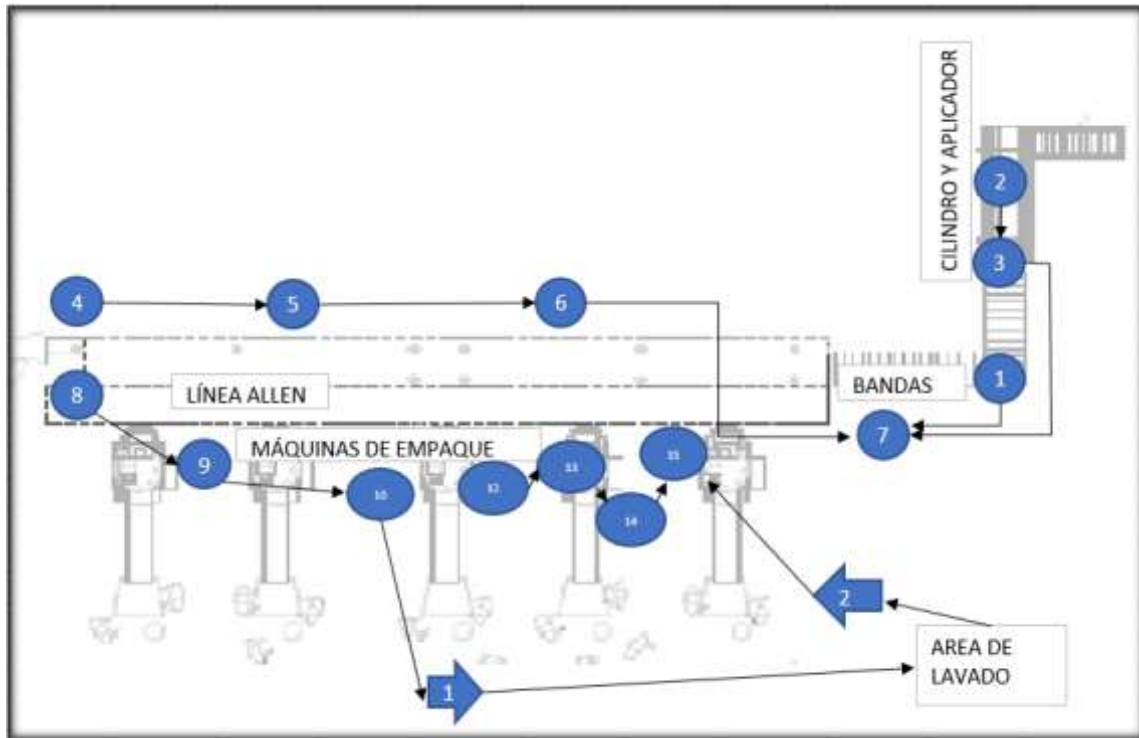 CILINDRO Y APLICADOR
2
3
4
5
6
1
BANDAS
8
LÍNEA ALLEN
7
MÁQUINAS DE EMPAQUE
9
10
12
13
14
15
2
AREA DE
LAVADO
1